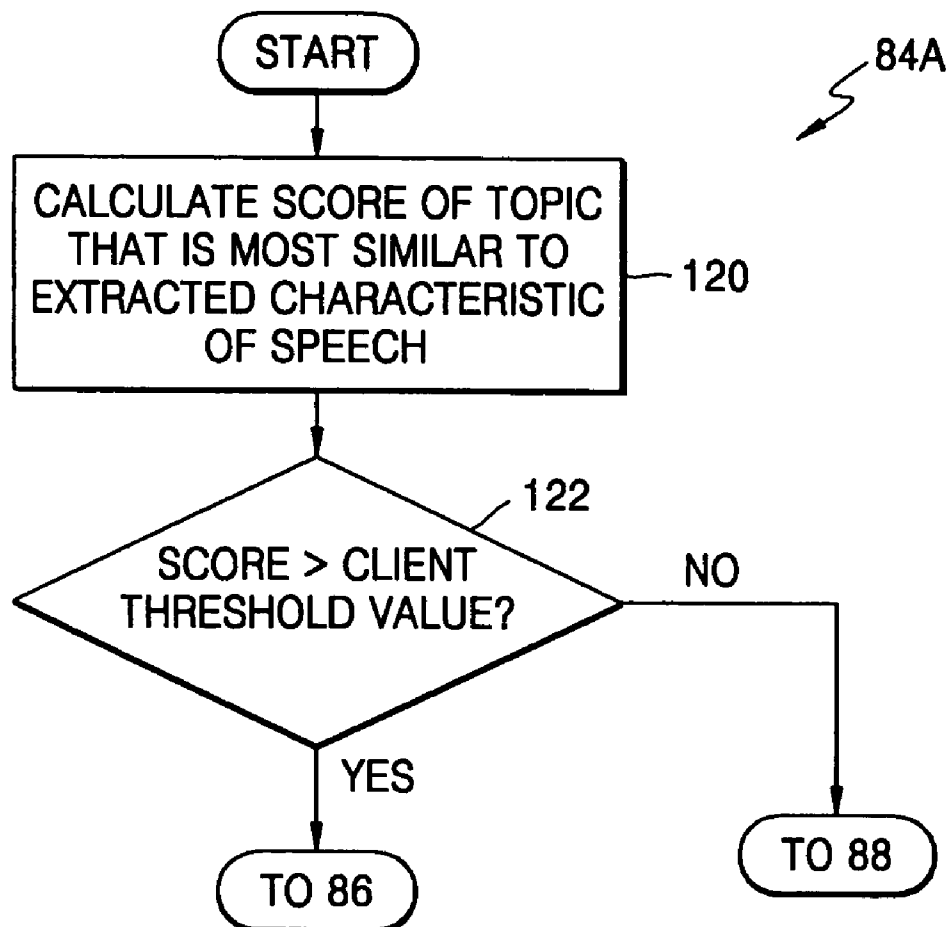 START
84A
CALCULATE SCORE OF TOPIC
THAT IS MOST SIMILAR TO
EXTRACTED CHARACTERISTIC
OF SPEECH
120
122
SCORE > CLIENT
THRESHOLD VALUE?
NO
YES
TO 86
TO 88